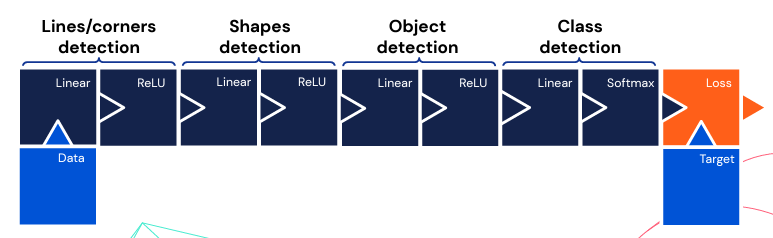 Lines/corners
detection
Shapes
detection
Object
detection
Class
detection
Linear
ReLU
Linear
ReLU
Linear
ReLU
Linear
Softmax
Loss
Data
Target